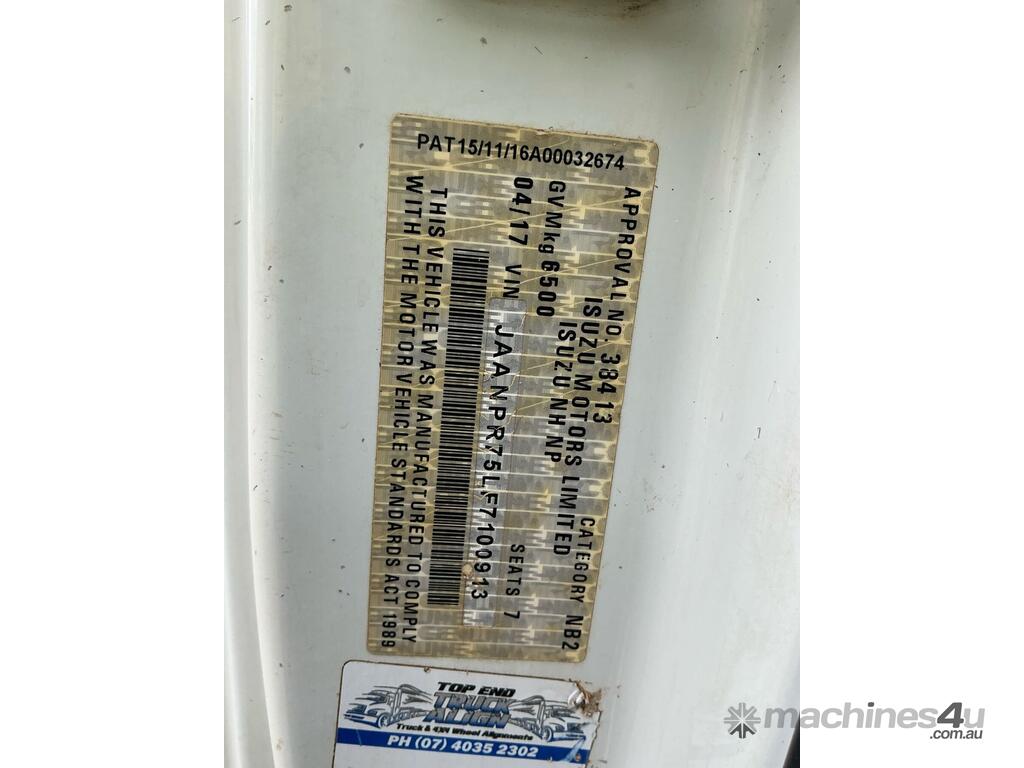 PAT15/11/16A00032674
APPROVAL NO. 38413 CATEGORY NB2
ISUZU MOTORS LIMITED
ISUZU NH NP
GVMkg 6500 SEATS 7
04/17 VIN JAANPR75LF7100913
THIS VEHICLE WAS MANUFACTURED TO COMPLY
WITH THE MOTOR VEHICLE STANDARDS ACT 1989
TOP END
TRUCK
ALIGN
Truck & 4X4 Wheel Alignments
PH (07) 4035 2302
machines4u
.com.au